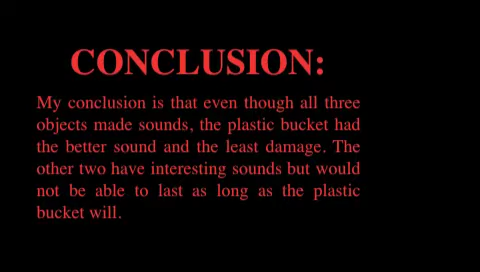 CONCLUSION:
My conclusion is that even though all three
objects made sounds, the plastic bucket had
the better sound and the least damage. The
other two have interesting sounds but would
not be able to last as long as the plastic
bucket will.